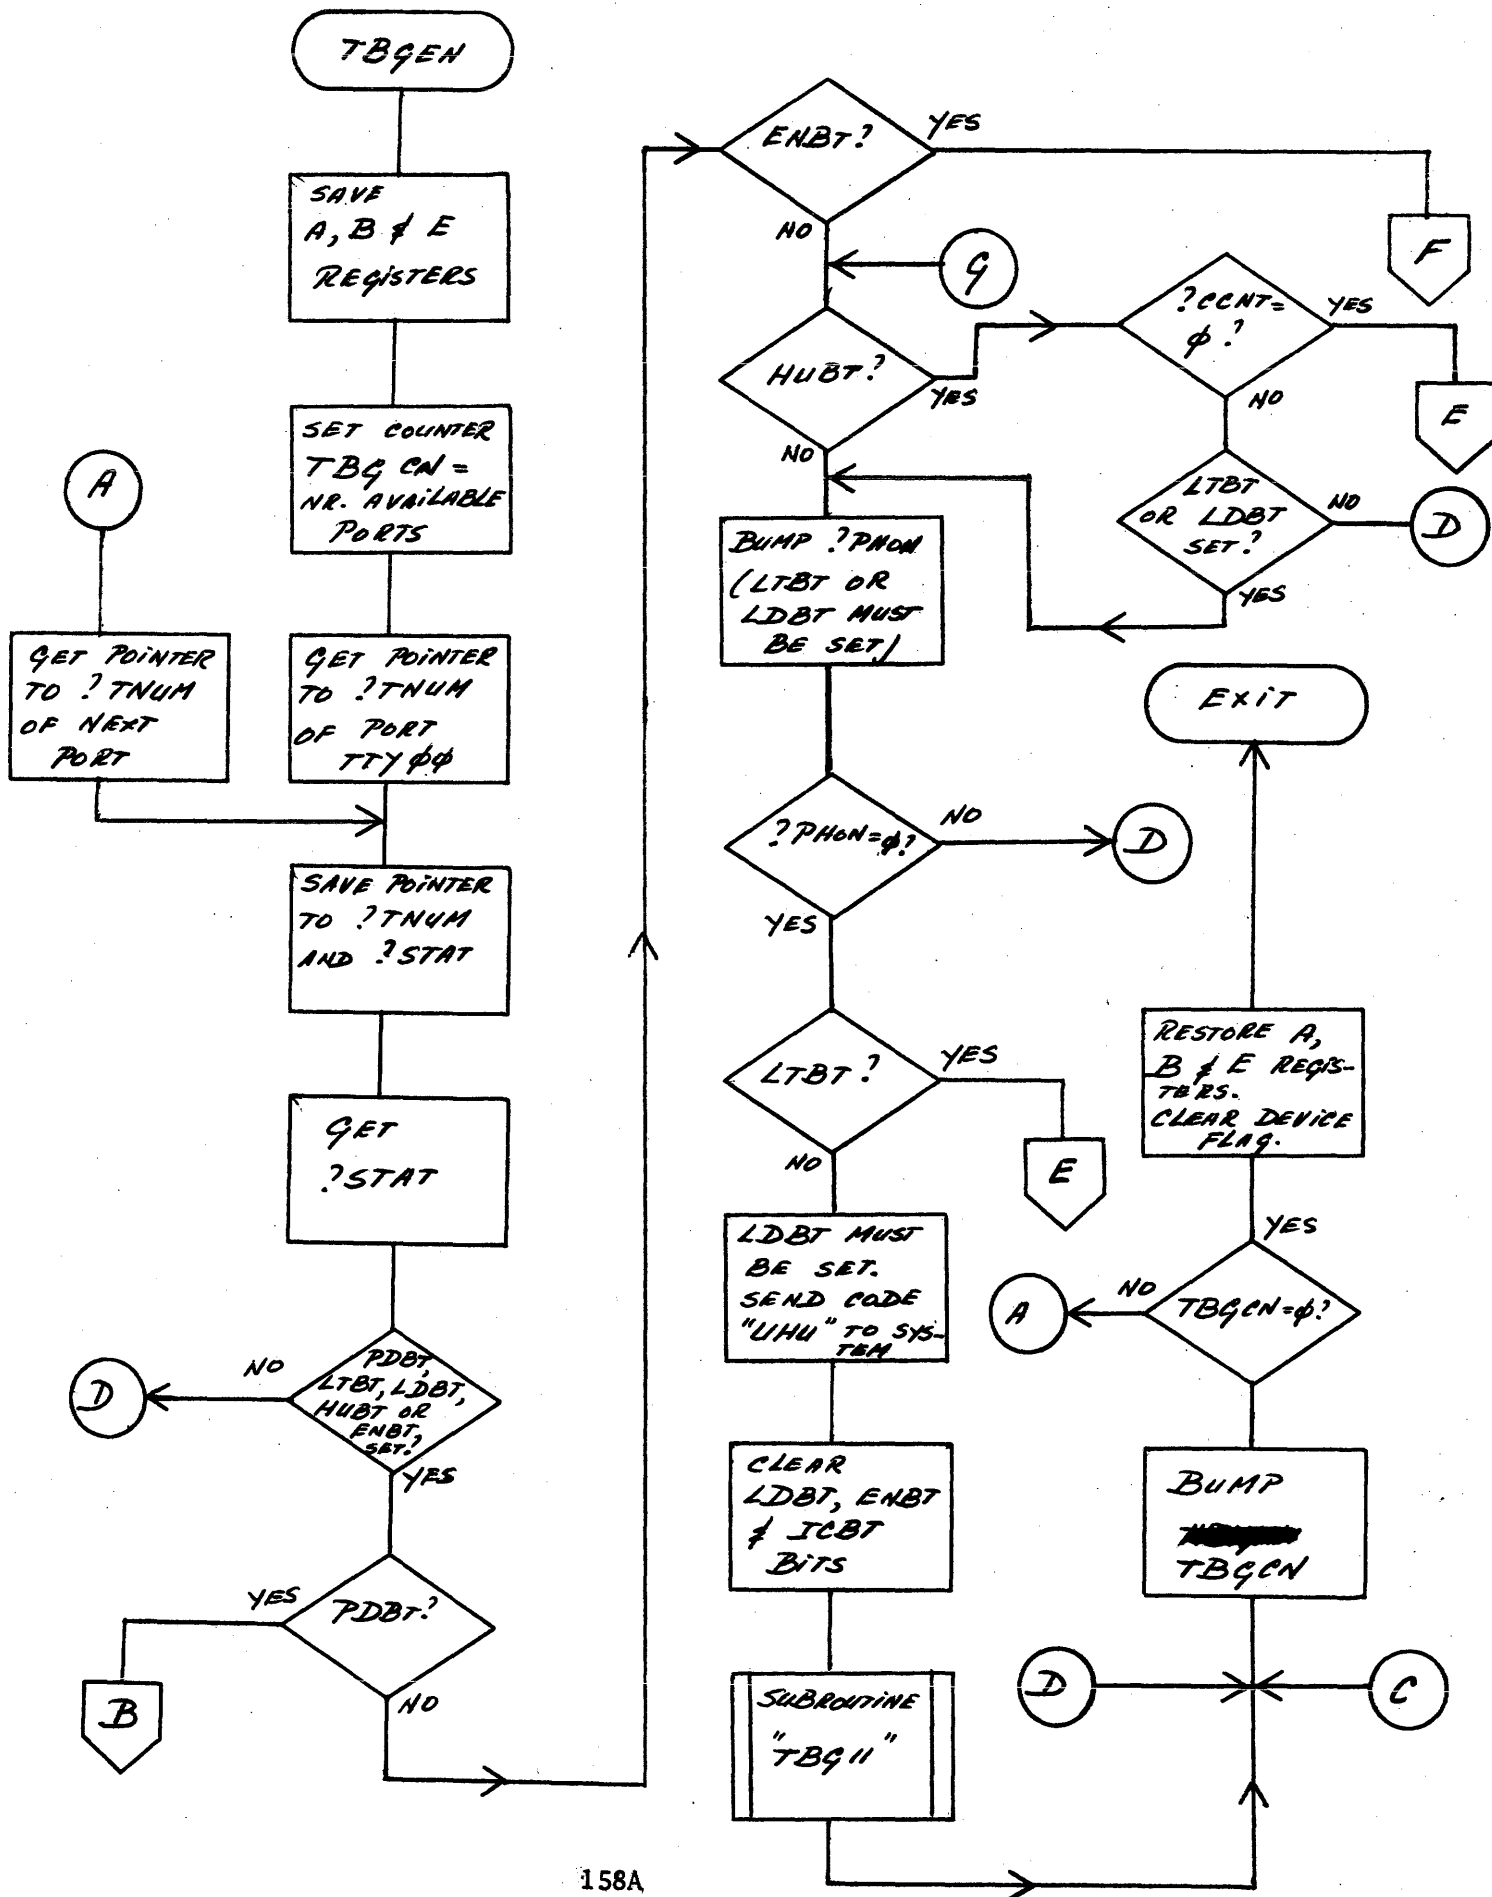 TBGEN
SAVE
A, B & E
REGISTERS
SET COUNTER
TBG CN =
NR. AVAILABLE
PORTS
A
GET POINTER
TO ?TNUM
OF NEXT
PORT
GET POINTER
TO ?TNUM
OF PORT
TTY φφ
SAVE POINTER
TO ?TNUM
AND ?STAT
GET
?STAT
PDBT,
LTBT, LDBT,
HUBT OR
ENBT,
SET?
NO
D
YES
PDBT?
YES
B
NO
ENBT?
YES
F
NO
G
HUBT?
YES
NO
?CCNT=
φ?
YES
E
NO
LTBT
OR LDBT
SET?
NO
D
YES
BUMP ?PHON
(LTBT OR
LDBT MUST
BE SET)
?PHON=φ?
NO
D
YES
LTBT?
YES
E
NO
LDBT MUST
BE SET.
SEND CODE
"UHU" TO SYS-
TEM
CLEAR
LDBT, ENBT
& ICBT
BITS
SUBROUTINE
"TBG11"
EXIT
RESTORE A,
B & E REGIS-
TERS.
CLEAR DEVICE
FLAG.
YES
TBGCN=φ?
NO
A
BUMP
TBGCN
D
C
158A